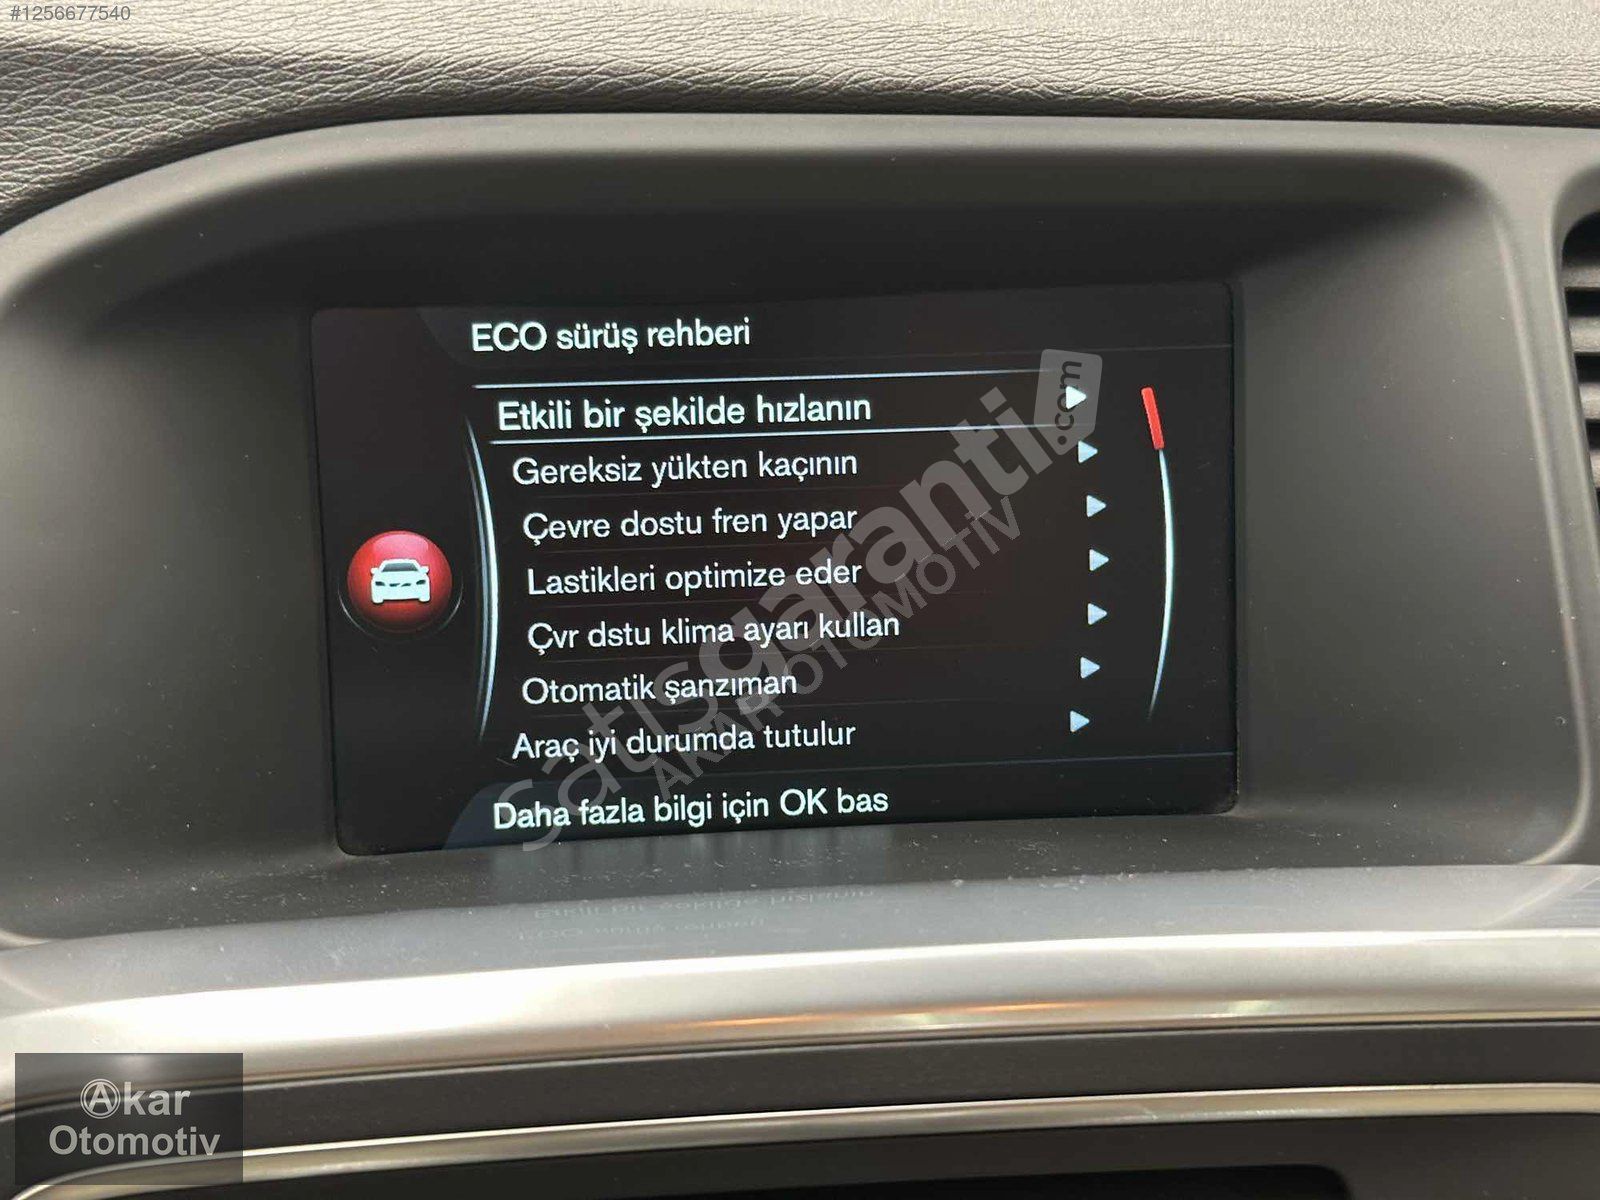 #1256677540
ECO sürüş rehberi
Etkili bir şekilde hızlanın
Gereksiz yükten kaçının
Çevre dostu fren yapar
Lastikleri optimize eder
Çvr dstu klima ayarı kullan
Otomatik şanzıman
Araç iyi durumda tutulur
Daha fazla bilgi için OK bas
satışgaranti.com
AKAR OTOMOTİV
Akar
Otomotiv